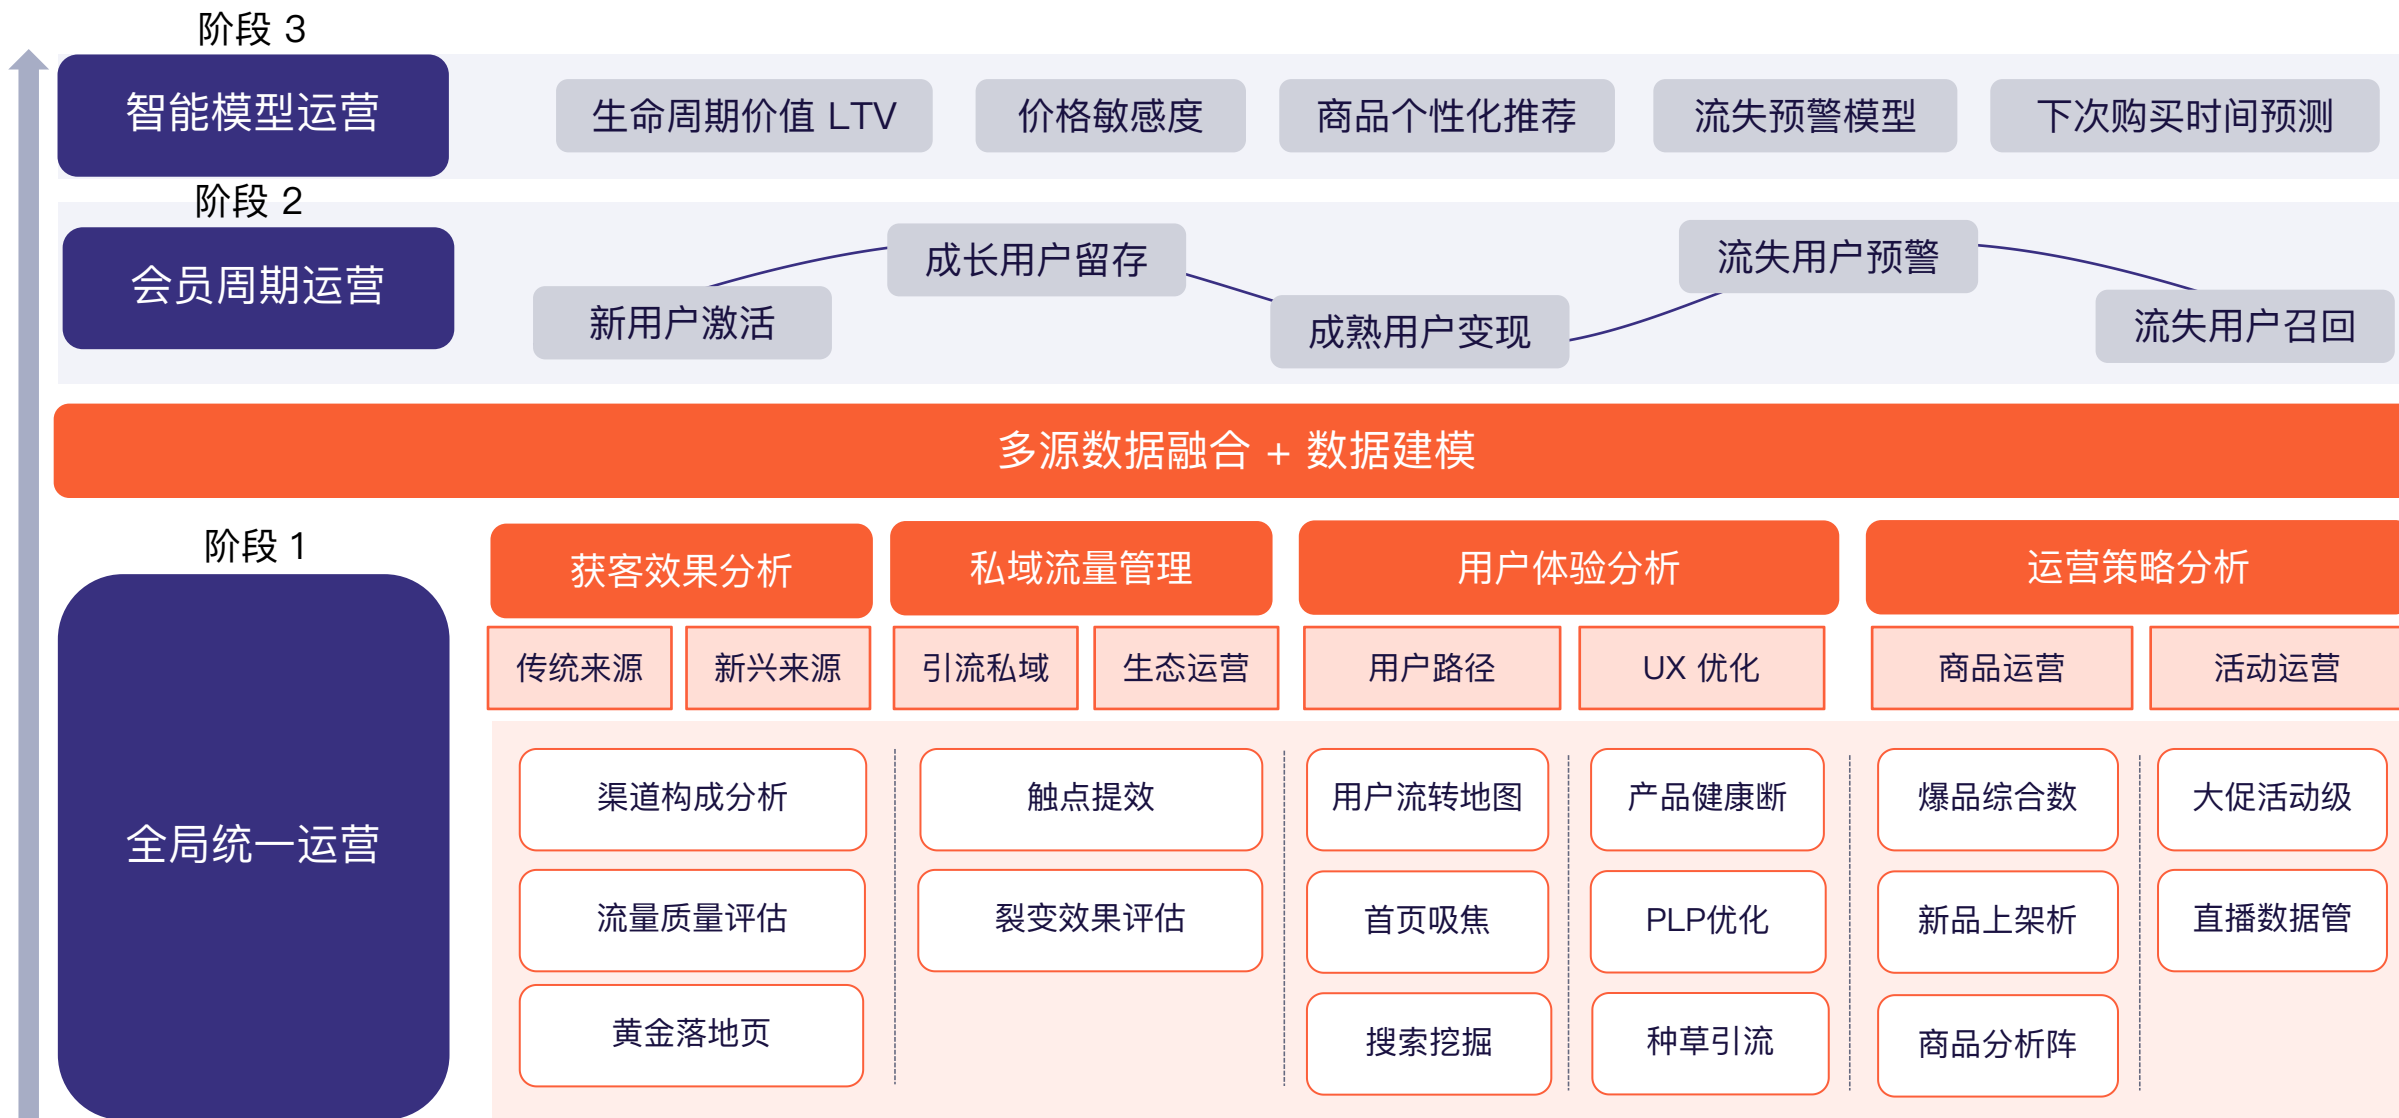 阶段 3
智能模型运营
生命周期价值 LTV
价格敏感度
商品个性化推荐
流失预警模型
下次购买时间预测
阶段 2
会员周期运营
新用户激活
成长用户留存
成熟用户变现
流失用户预警
流失用户召回
多源数据融合 + 数据建模
阶段 1
全局统一运营
获客效果分析
私域流量管理
用户体验分析
运营策略分析
传统来源
新兴来源
引流私域
生态运营
用户路径
UX 优化
商品运营
活动运营
渠道构成分析
触点提效
用户流转地图
产品健康断
爆品综合数
大促活动级
流量质量评估
裂变效果评估
首页吸焦
PLP优化
新品上架析
直播数据管
黄金落地页
搜索挖掘
种草引流
商品分析阵